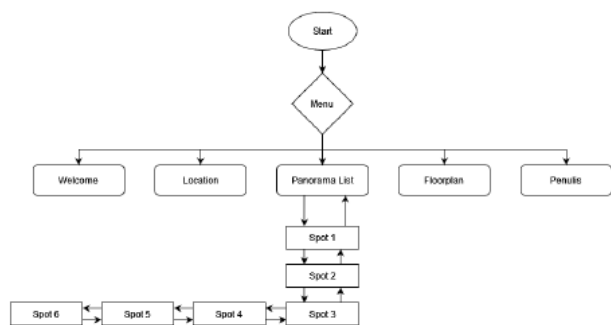 Start
Menu
Welcome
Location
Panorama List
Floorplan
Penulis
Spot 1
Spot 2
Spot 6
Spot 5
Spot 4
Spot 3